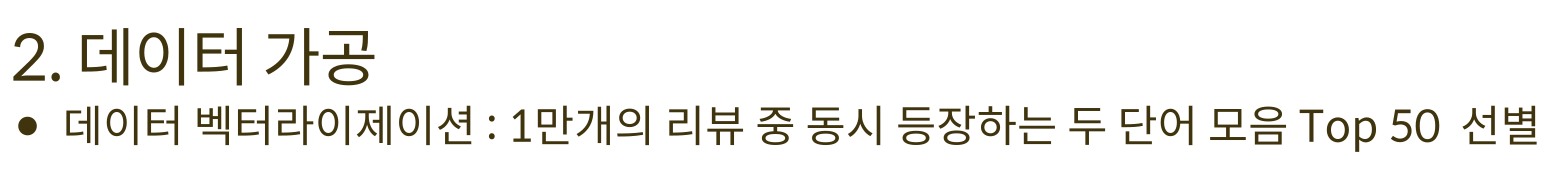 2. 데이터 가공
• 데이터 벡터라이제이션 : 1만개의 리뷰 중 동시 등장하는 두 단어 모음 Top 50 선별